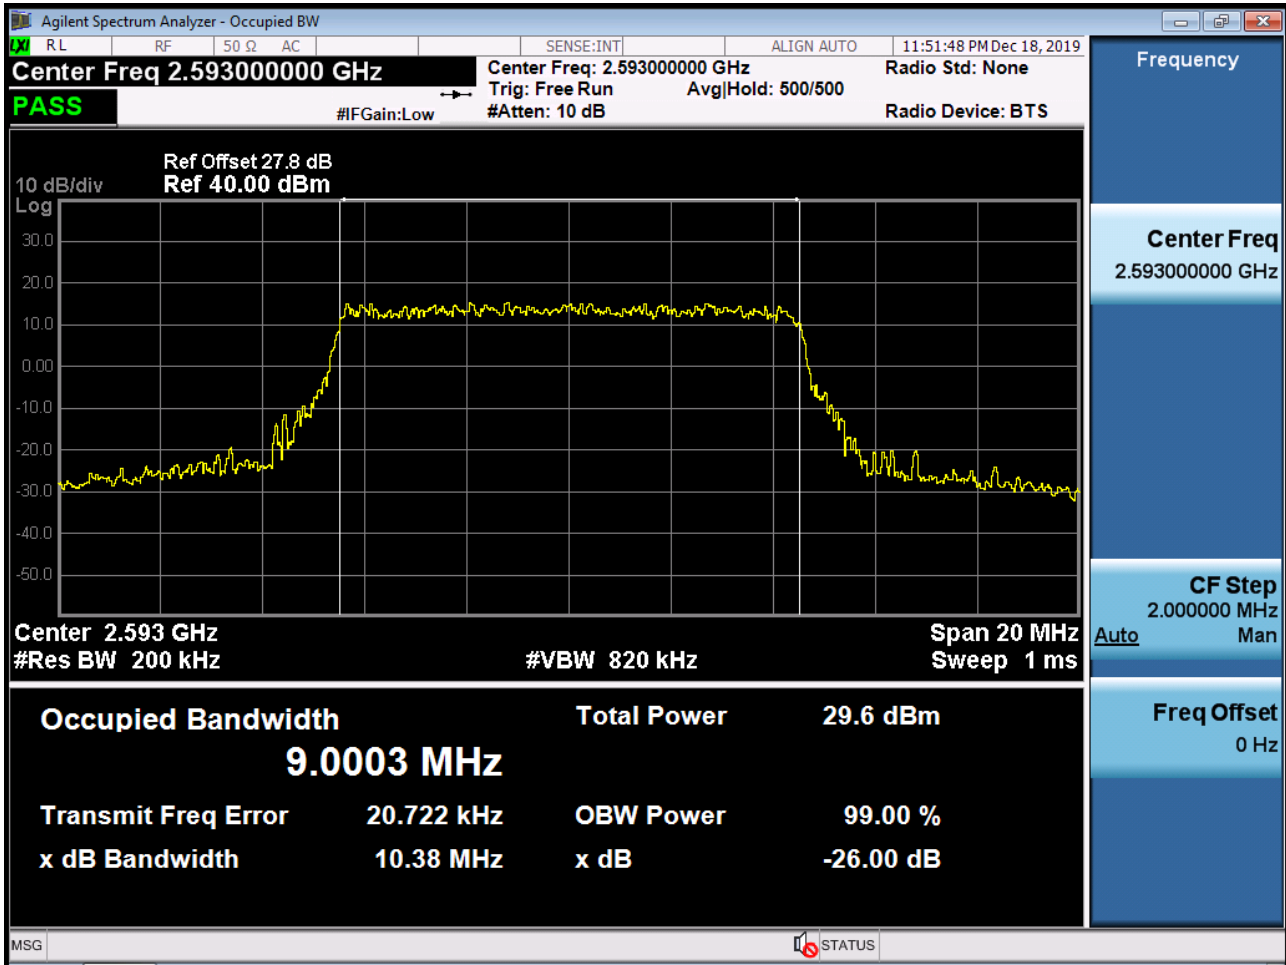 Agilent Spectrum Analyzer - Occupied BW
LXI RL RF 50 Ω AC SENSE:INT ALIGN AUTO 11:51:48 PM Dec 18, 2019
Center Freq 2.593000000 GHz
Center Freq: 2.593000000 GHz
Radio Std: None
Trig: Free Run
Avg|Hold: 500/500
PASS
#IFGain:Low
#Atten: 10 dB
Radio Device: BTS
Ref Offset 27.8 dB
10 dB/div
Ref 40.00 dBm
Log
30.0
20.0
10.0
0.00
-10.0
-20.0
-30.0
-40.0
-50.0
Center 2.593 GHz
Span 20 MHz
#Res BW 200 kHz
#VBW 820 kHz
Sweep 1 ms
Occupied Bandwidth
Total Power 29.6 dBm
9.0003 MHz
Transmit Freq Error 20.722 kHz
OBW Power 99.00 %
x dB Bandwidth 10.38 MHz
x dB -26.00 dB
MSG
STATUS
Frequency
Center Freq
2.593000000 GHz
CF Step
2.000000 MHz
Auto Man
Freq Offset
0 Hz